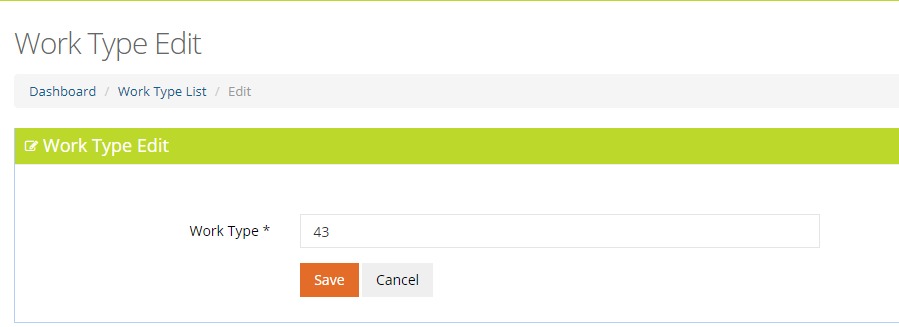 Work Type Edit
Dashboard / Work Type List / Edit
Work Type Edit
Work Type * 43
Save Cancel